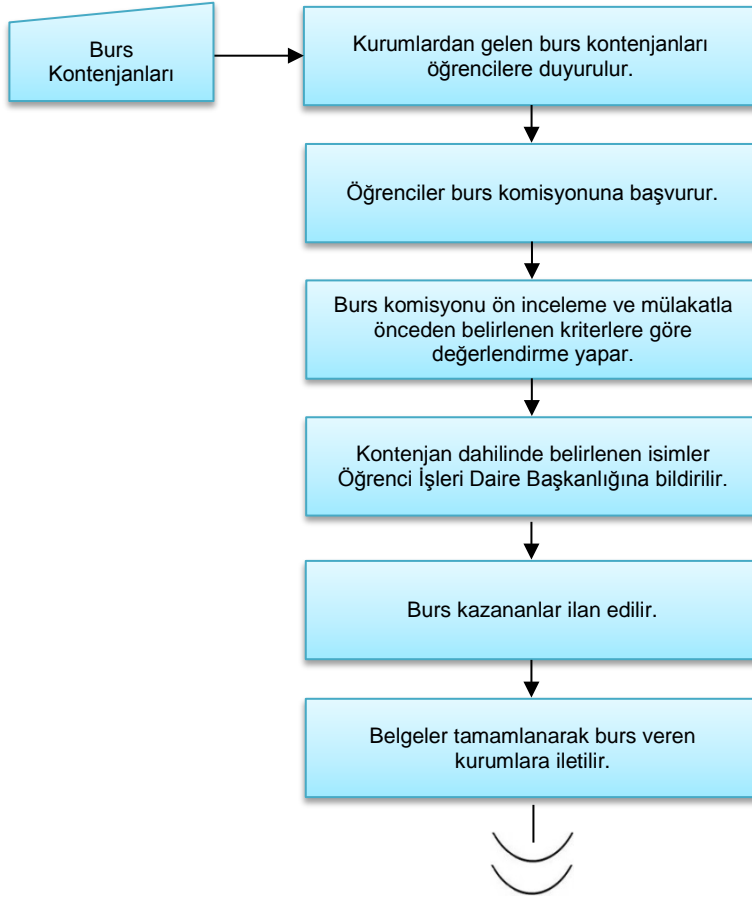 Burs
Kontenjanları
Kurumlardan gelen burs kontenjanları
öğrencilere duyurulur.
Öğrenciler burs komisyonuna başvurur.
Burs komisyonu ön inceleme ve mülakatla
önceden belirlenen kriterlere göre
değerlendirme yapar.
Kontenjan dahilinde belirlenen isimler
Öğrenci İşleri Daire Başkanlığına bildirilir.
Burs kazananlar ilan edilir.
Belgeler tamamlanarak burs veren
kurumlara iletilir.